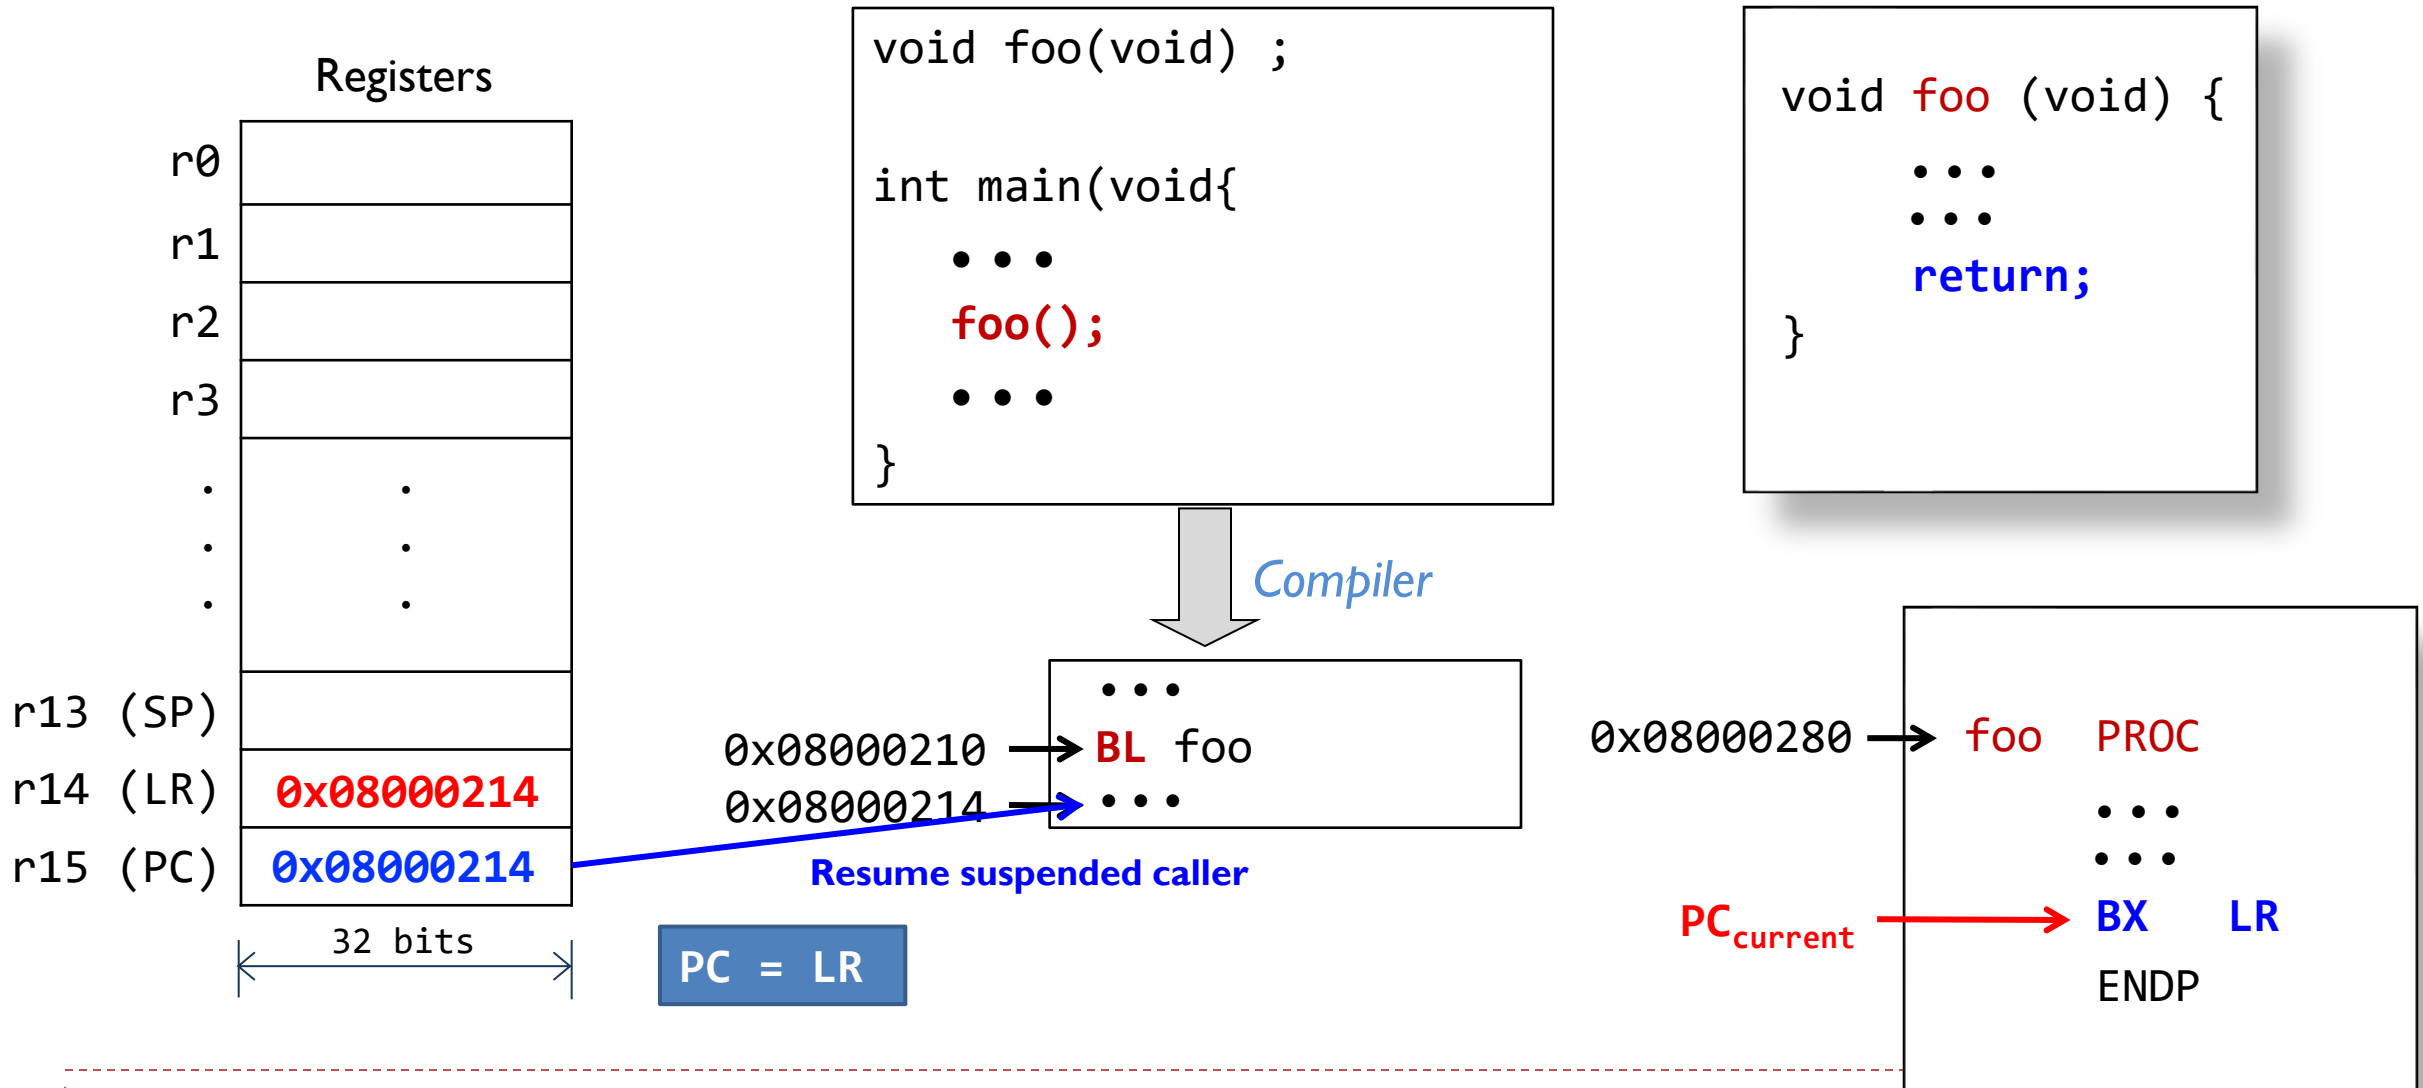 Registers
r0
r1
r2
r3
. .
. .
. .
r13 (SP)
r14 (LR) 0x08000214
r15 (PC) 0x08000214
32 bits
void foo(void) ;
int main(void{
•••
foo();
•••
}
Compiler
•••
0x08000210 BL foo
0x08000214 •••
Resume suspended caller
PC = LR
void foo (void) {
•••
•••
return;
}
0x08000280 foo PROC
•••
•••
PCcurrent BX LR
ENDP